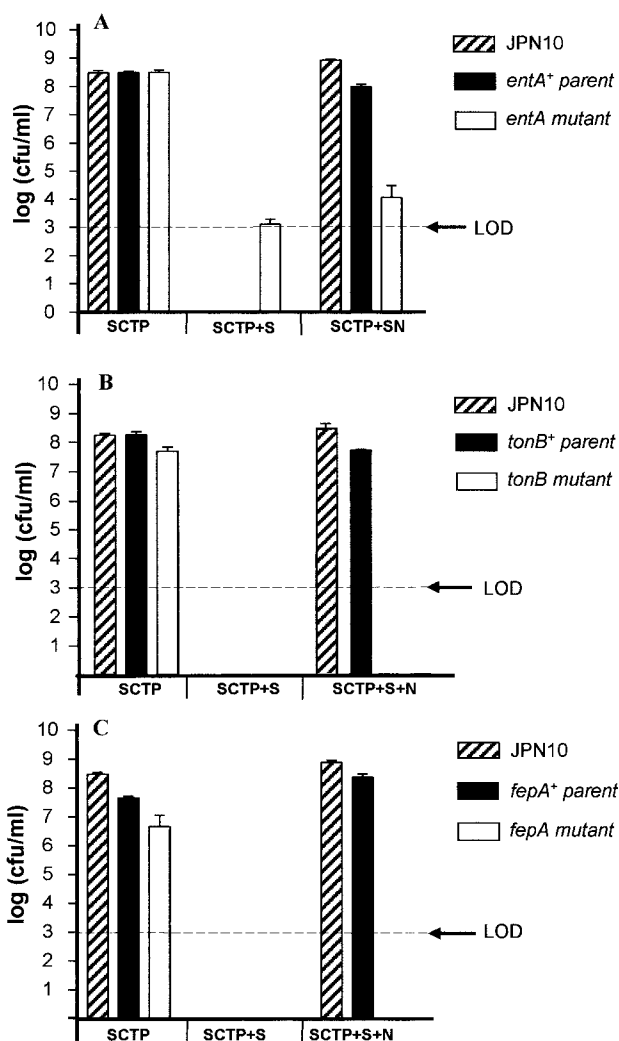 A
log (cfu/ml)
10
9
8
7
6
5
4
3
2
1
0
SCTP
SCTP+S
SCTP+SN
JPN10
entA⁺ parent
entA mutant
LOD
B
log (cfu/ml)
10
9
8
7
6
5
4
3
2
1
SCTP
SCTP+S
SCTP+S+N
JPN10
tonB⁺ parent
tonB mutant
LOD
C
log (cfu/ml)
10
9
8
7
6
5
4
3
2
1
SCTP
SCTP+S
SCTP+S+N
JPN10
fepA⁺ parent
fepA mutant
LOD